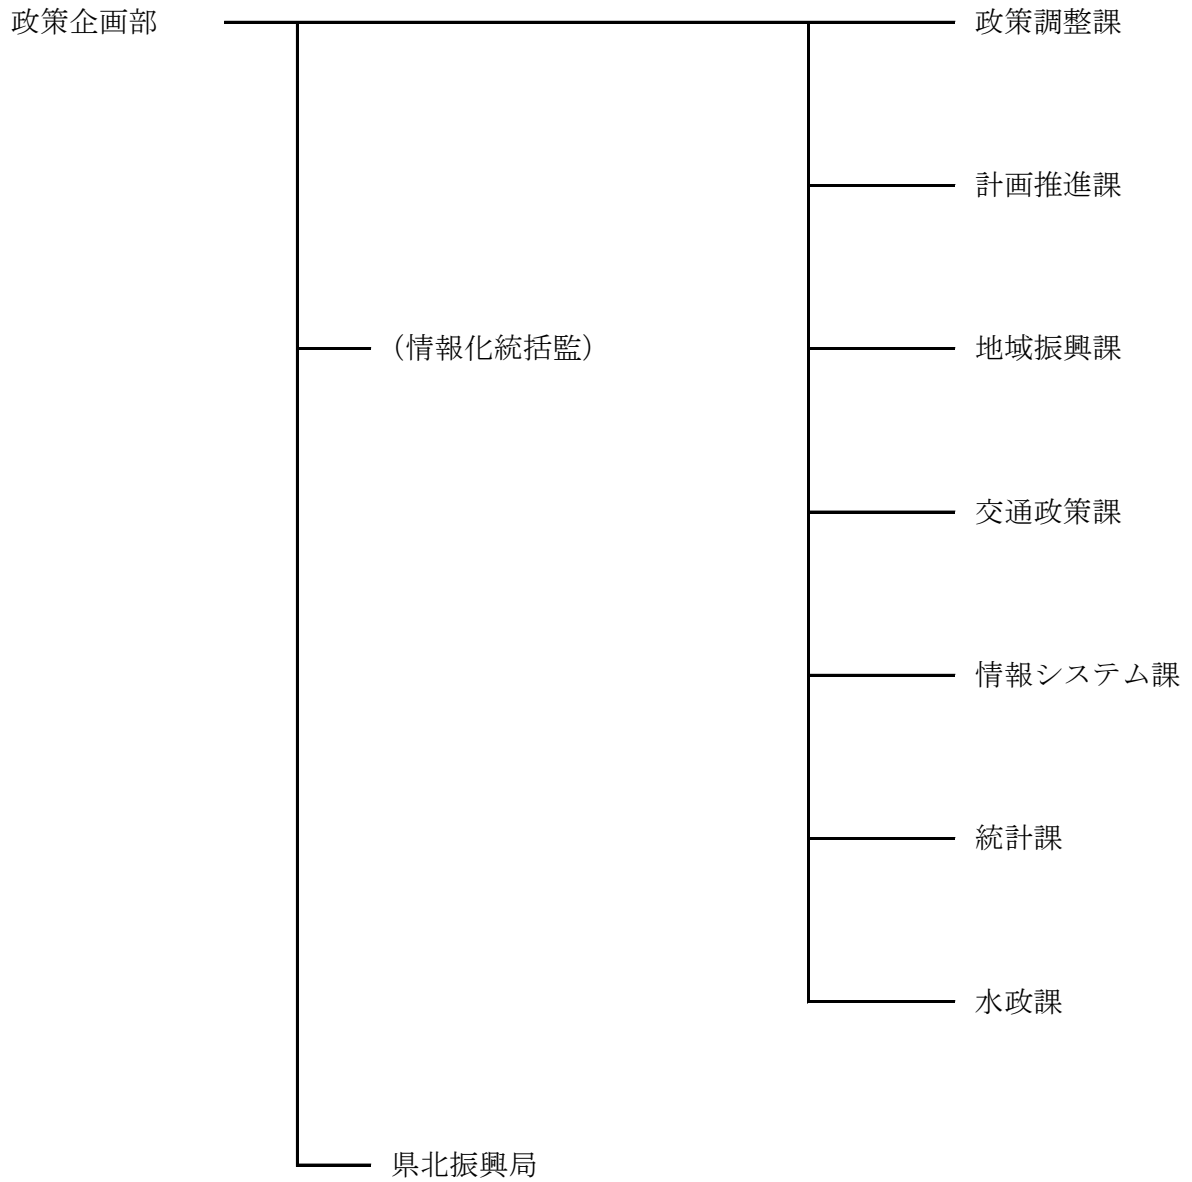 政策企画部
政策調整課
計画推進課
（情報化統括監）
地域振興課
交通政策課
情報システム課
統計課
水政課
県北振興局